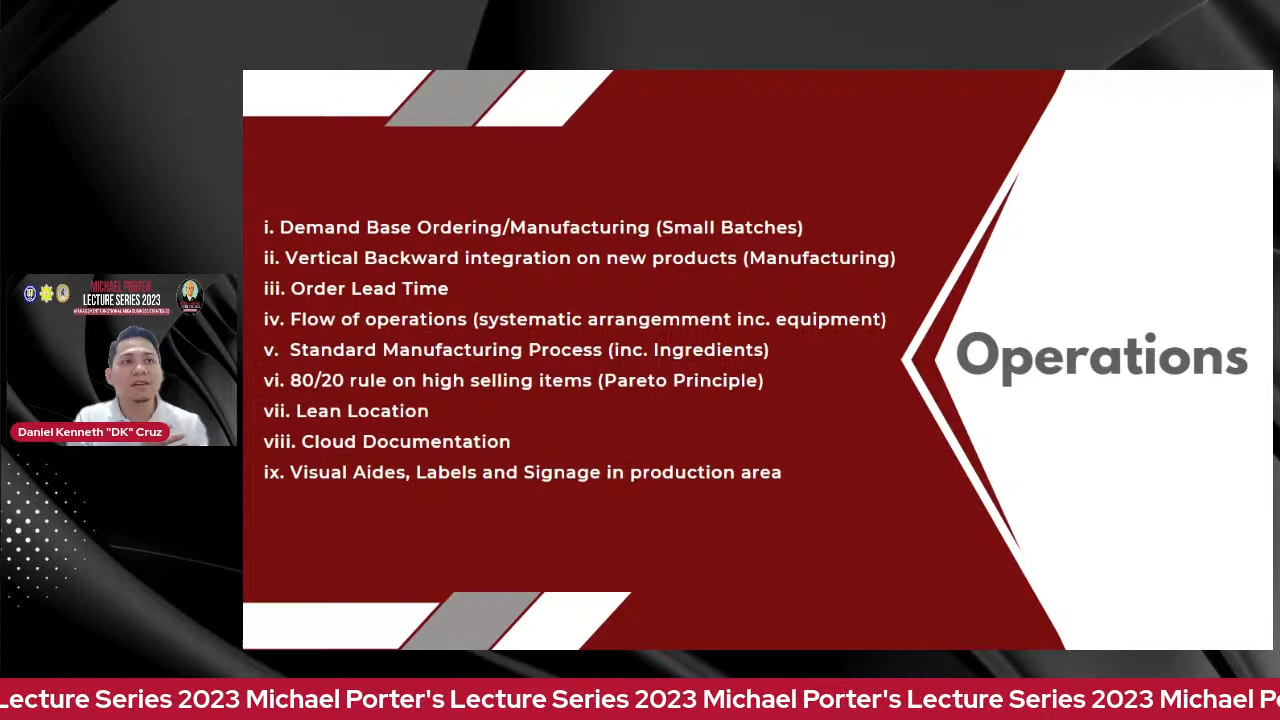 i. Demand Base Ordering/Manufacturing (Small Batches)
ii. Vertical Backward integration on new products (Manufacturing)
iii. Order Lead Time
iv. Flow of operations (systematic arrangemment inc. equipment)
v. Standard Manufacturing Process (inc. Ingredients)
vi. 80/20 rule on high selling items (Pareto Principle)
vii. Lean Location
viii. Cloud Documentation
ix. Visual Aides, Labels and Signage in production area
Operations
MICHAEL PORTER
LECTURE SERIES 2023
Daniel Kenneth "DK" Cruz
Lecture Series 2023 Michael Porter's Lecture Series 2023 Michael Porter's Lecture Series 2023 Michael Po